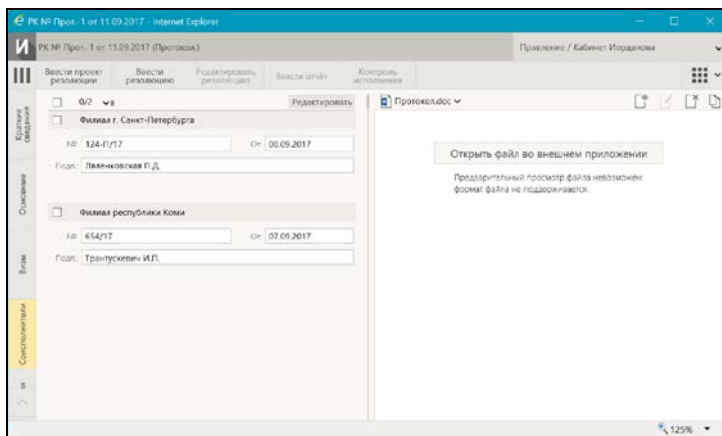 РК № Прот.-1 от 11.09.2017 - Internet Explorer
И РК № Прот.-1 от 11.09.2017 (Протокол) Правление / Кабинет Иорданова
Ввести проект резолюции
Ввести резолюцию
Редактировать резолюцию
Ввести отчёт
Контроль исполнения
Краткие сведения
Основное
Визы
Соисполнители
0/2
Редактировать
Филиал г. Санкт-Петербурга
№: 124-П/17 От: 08.09.2017
Подп.: Ляленковская П.Д.
Филиал республики Коми
№: 654/17 От: 07.09.2017
Подп.: Трантускевич И.П.
Протокол.doc
Открыть файл во внешнем приложении
Предварительный просмотр файла невозможен:
формат файла не поддерживается.
125%